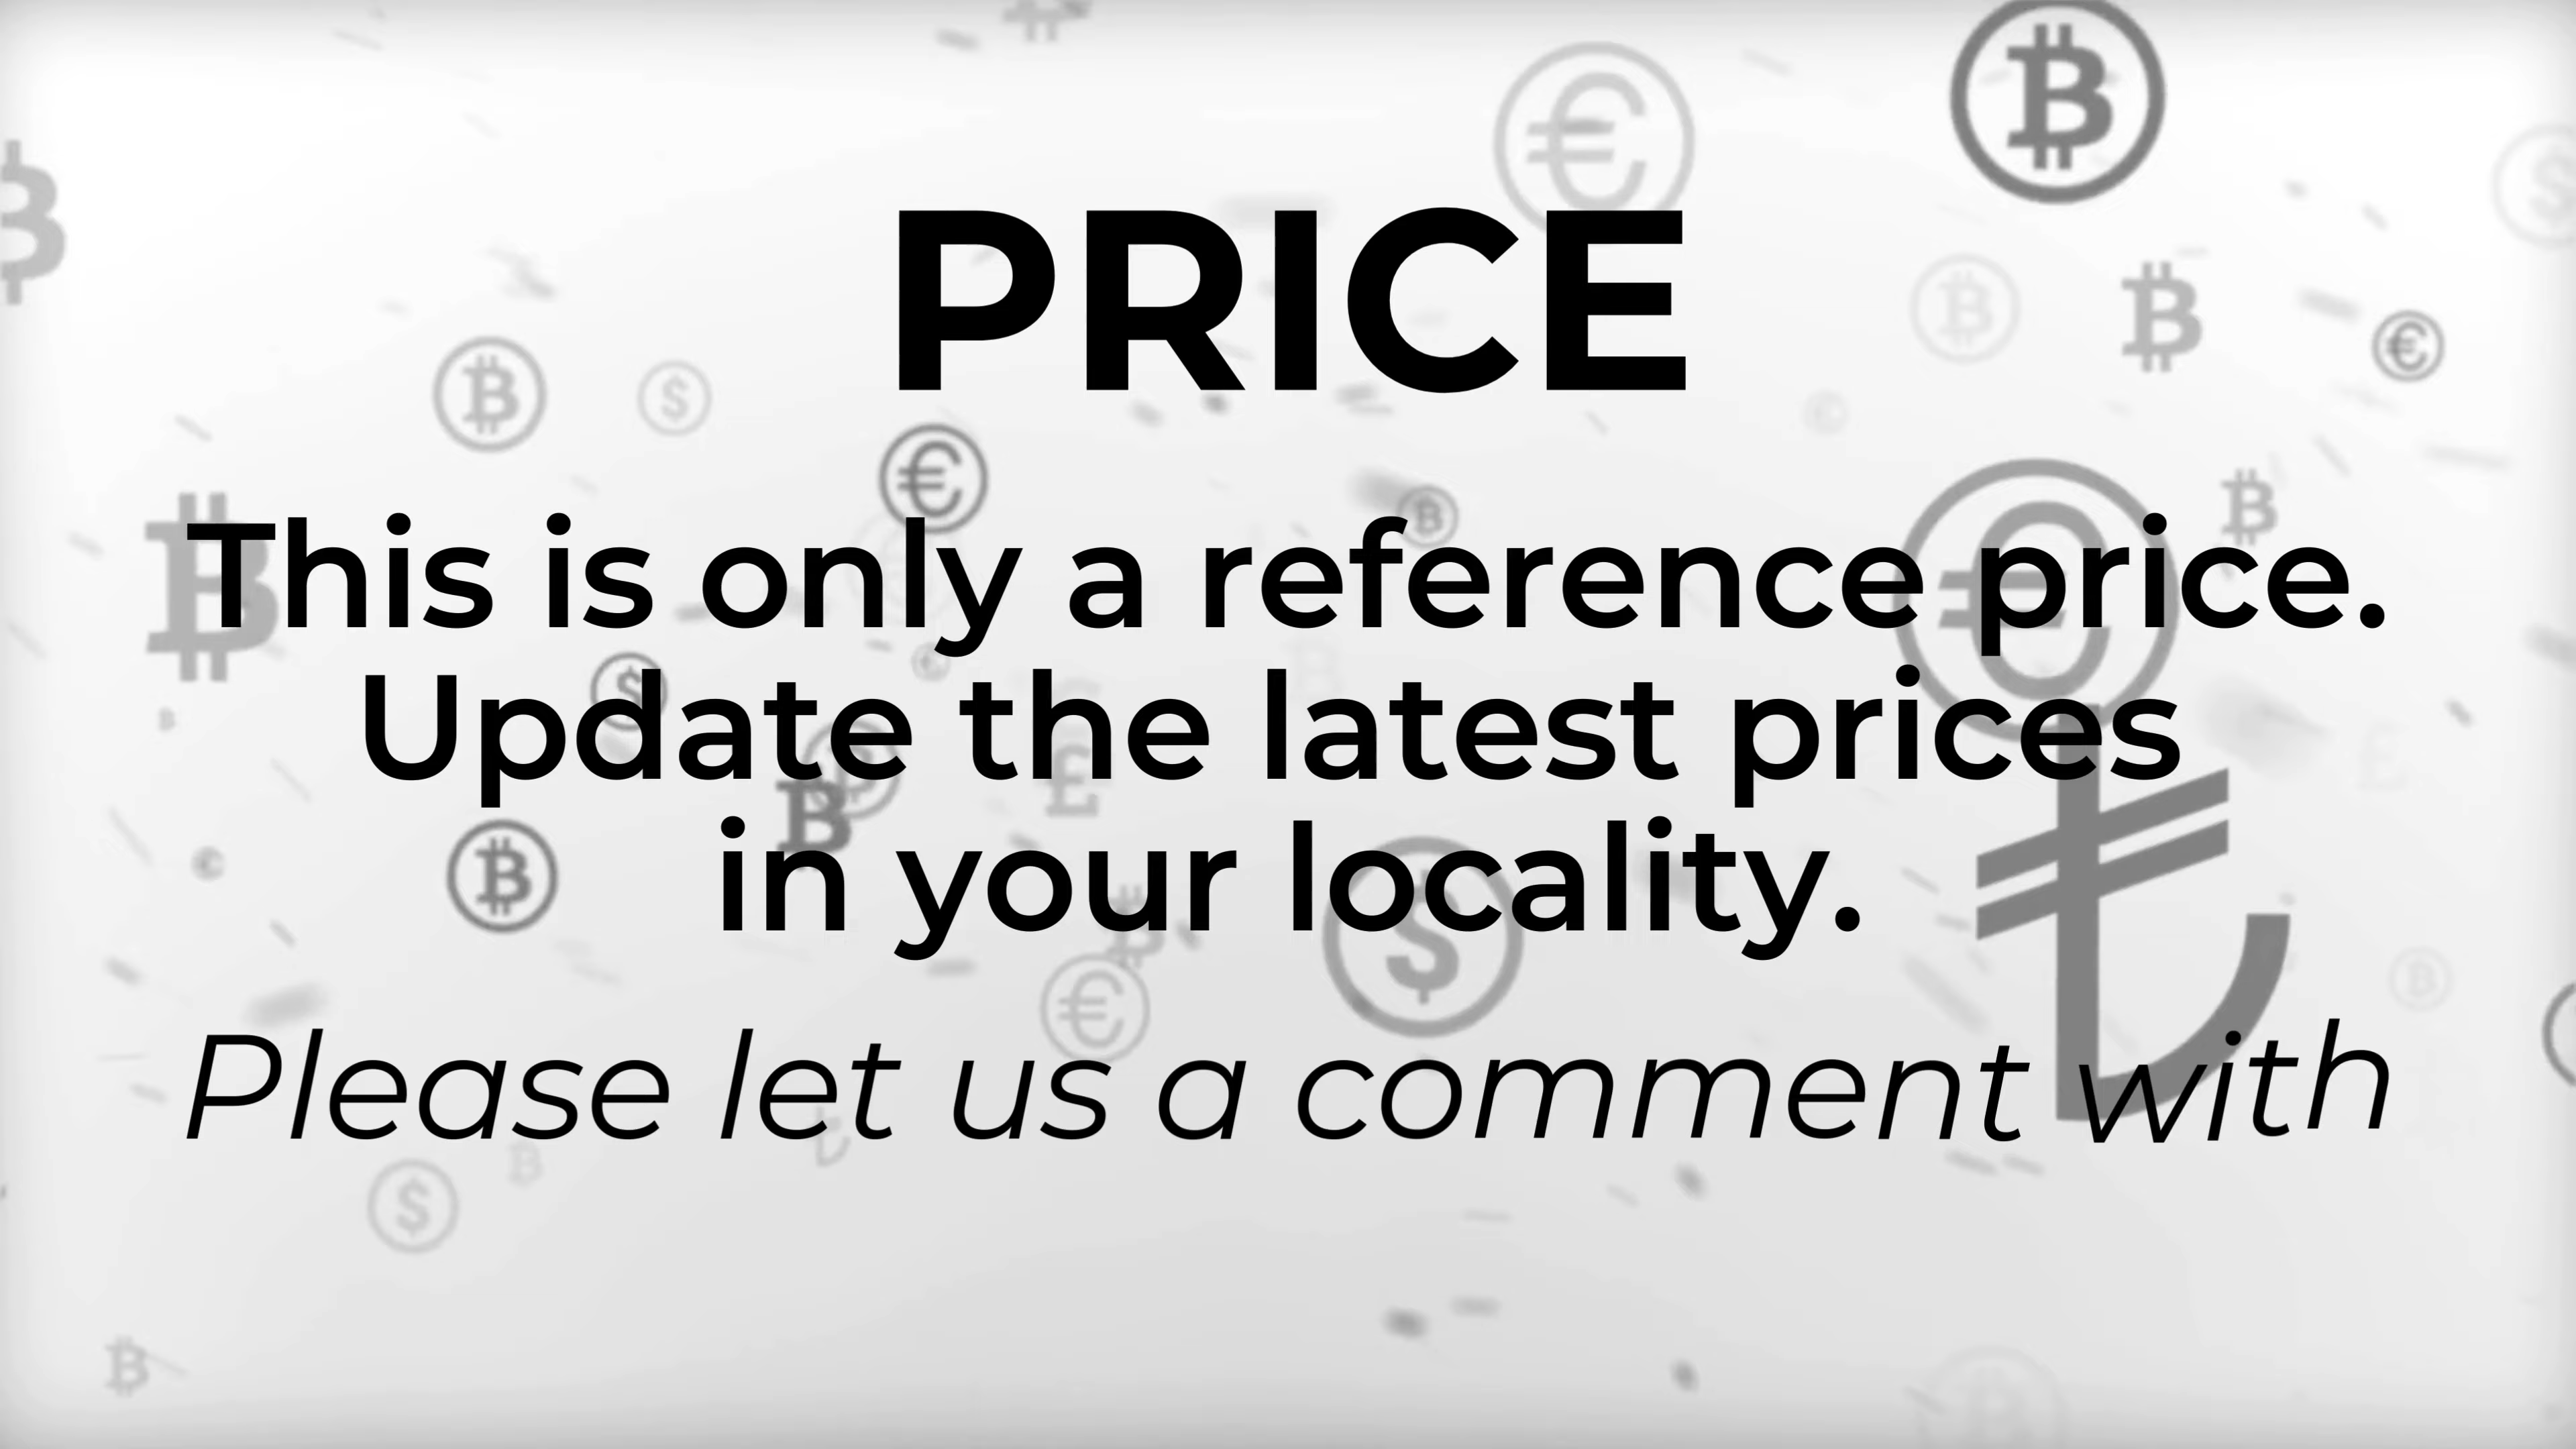 PRICE
This is only a reference price.
Update the latest prices
in your locality.
Please let us a comment with